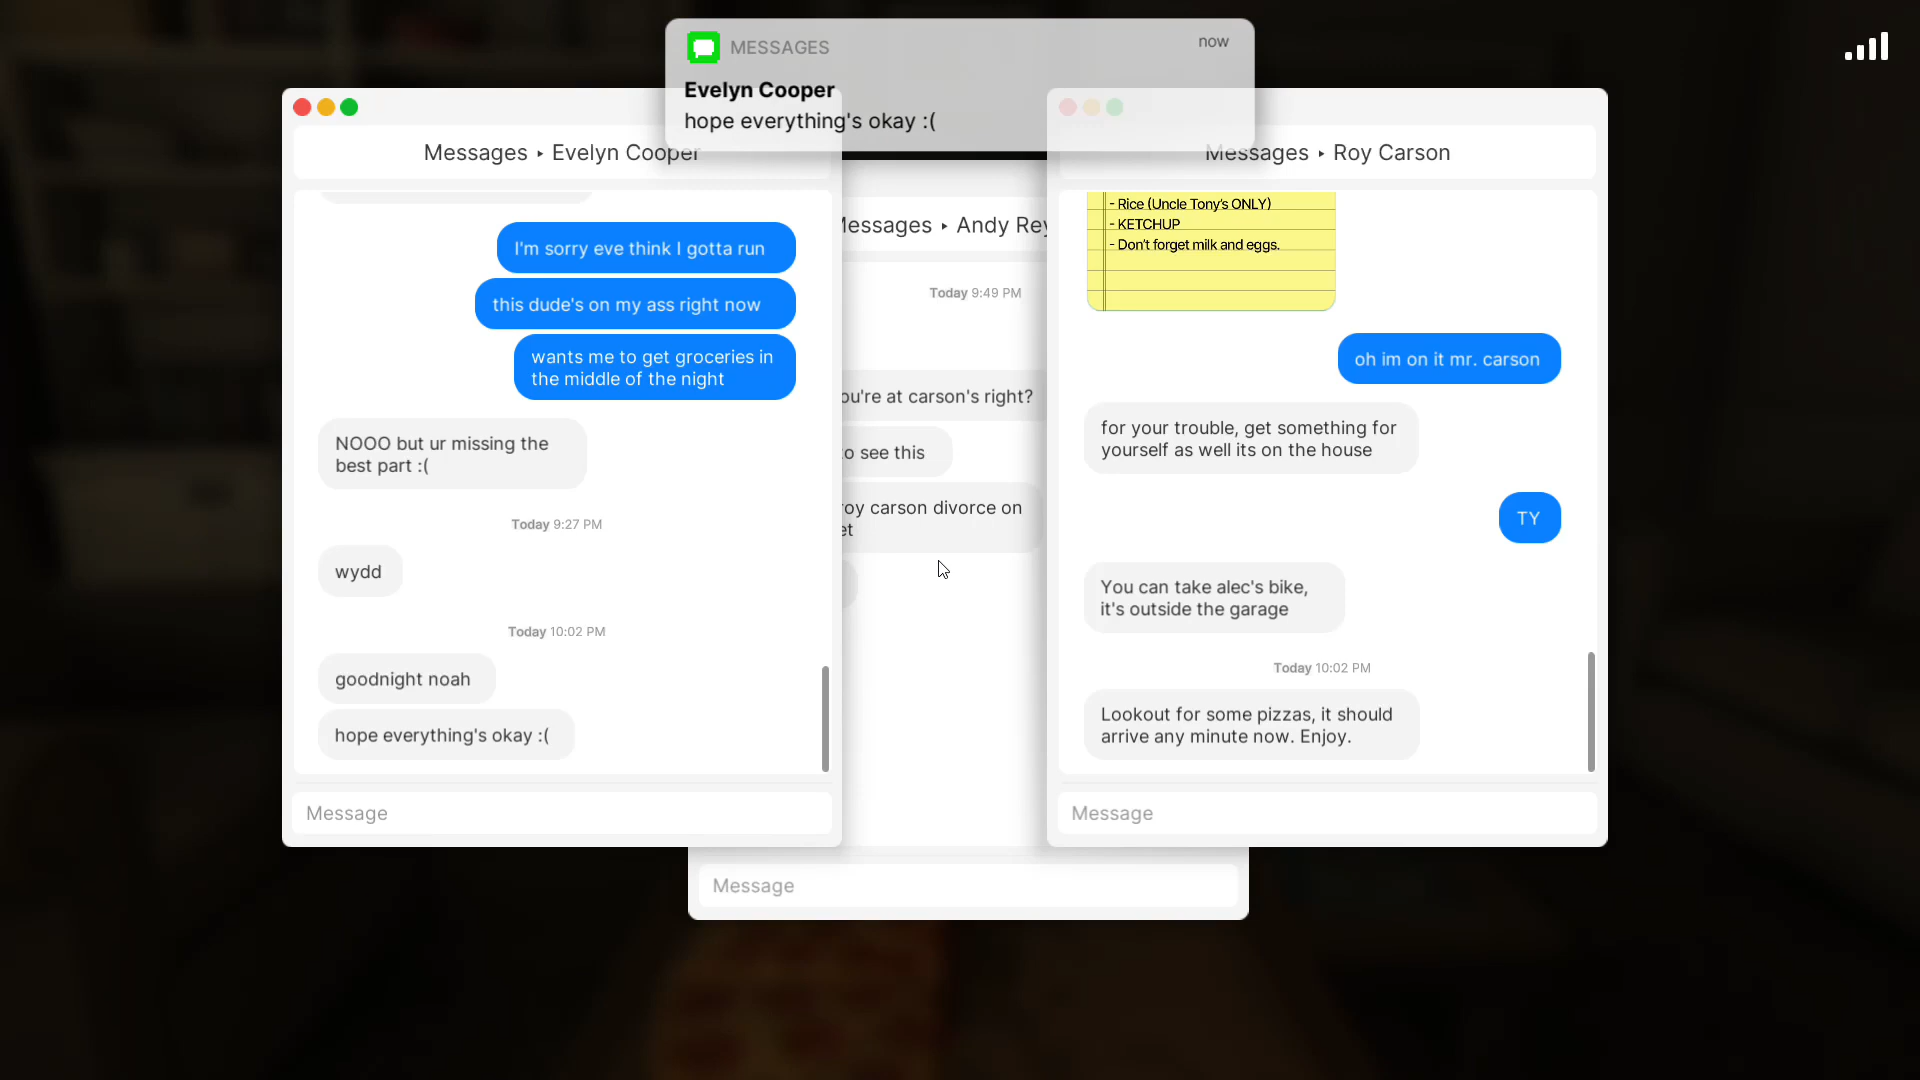 MESSAGES
now
Evelyn Cooper
hope everything's okay :(
Messages ▸ Evelyn Cooper
I'm sorry eve think I gotta run
this dude's on my ass right now
wants me to get groceries in
the middle of the night
NOOO but ur missing the
best part :(
Today 9:27 PM
wydd
Today 10:02 PM
goodnight noah
hope everything's okay :(
Message
Messages ▸ Andy Rey
Today 9:49 PM
ou're at carson's right?
to see this
roy carson divorce on
et
Message
Messages ▸ Roy Carson
- Rice (Uncle Tony's ONLY)
- KETCHUP
- Don't forget milk and eggs.
oh im on it mr. carson
for your trouble, get something for
yourself as well its on the house
TY
You can take alec's bike,
it's outside the garage
Today 10:02 PM
Lookout for some pizzas, it should
arrive any minute now. Enjoy.
Message